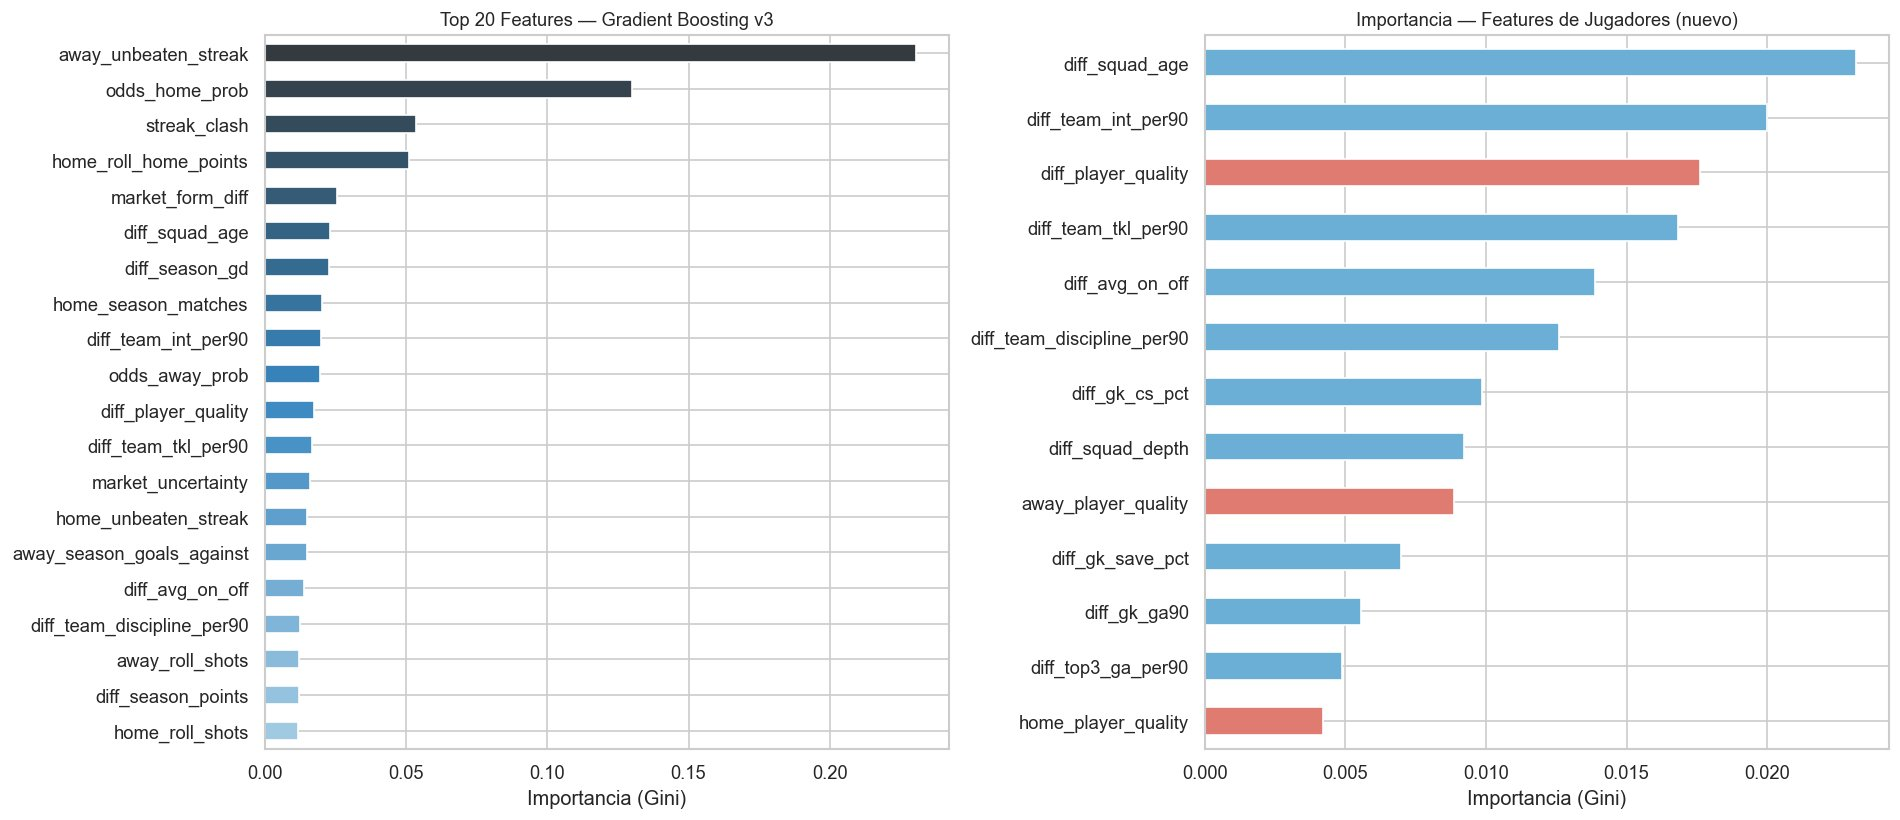 Top 20 Features — Gradient Boosting v3
away_unbeaten_streak
odds_home_prob
streak_clash
home_roll_home_points
market_form_diff
diff_squad_age
diff_season_gd
home_season_matches
diff_team_int_per90
odds_away_prob
diff_player_quality
diff_team_tkl_per90
market_uncertainty
home_unbeaten_streak
away_season_goals_against
diff_avg_on_off
diff_team_discipline_per90
away_roll_shots
diff_season_points
home_roll_shots
0.00 0.05 0.10 0.15 0.20
Importancia (Gini)
Importancia — Features de Jugadores (nuevo)
diff_squad_age
diff_team_int_per90
diff_player_quality
diff_team_tkl_per90
diff_avg_on_off
diff_team_discipline_per90
diff_gk_cs_pct
diff_squad_depth
away_player_quality
diff_gk_save_pct
diff_gk_ga90
diff_top3_ga_per90
home_player_quality
0.000 0.005 0.010 0.015 0.020
Importancia (Gini)